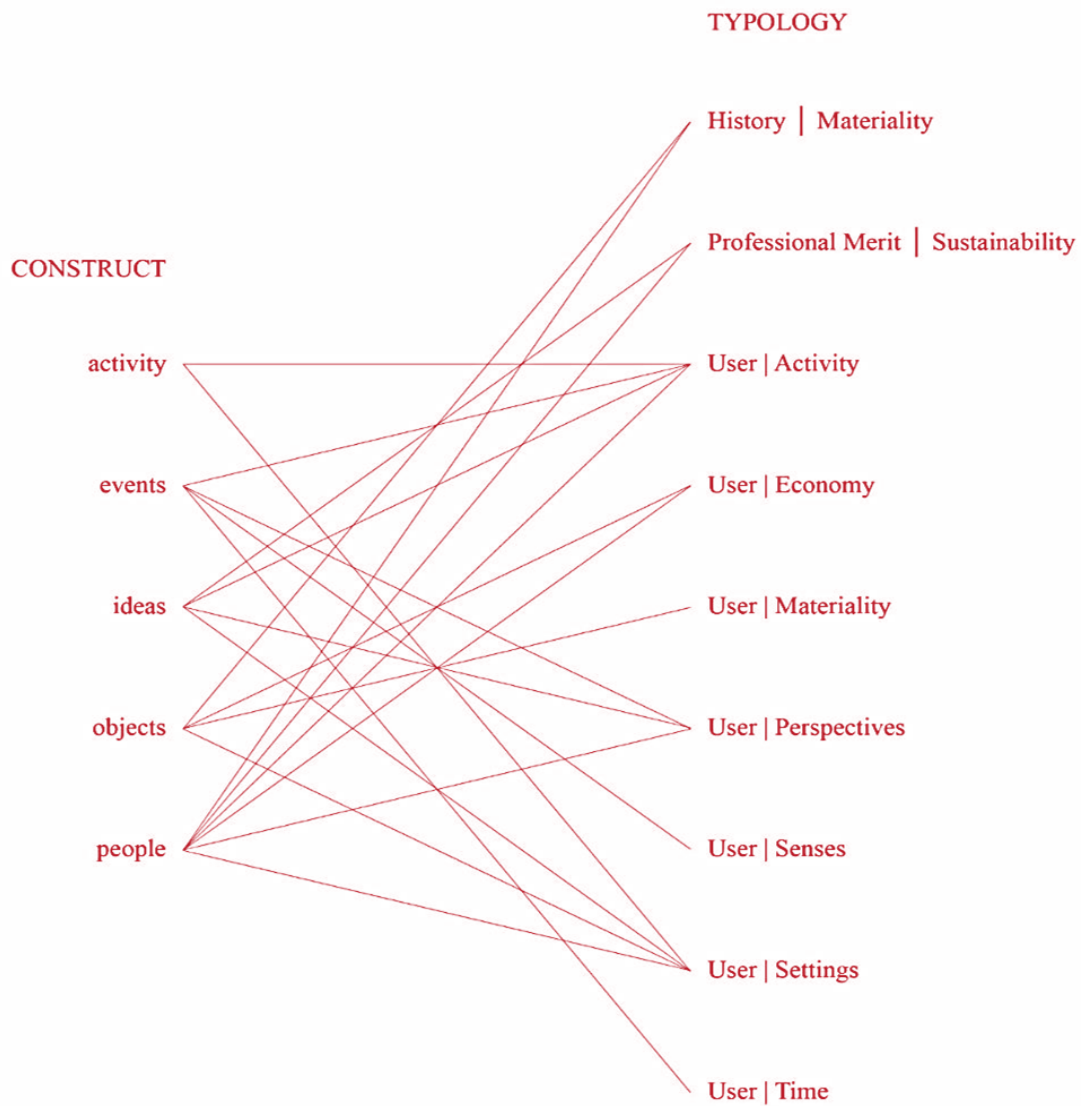 TYPOLOGY
History | Materiality
Professional Merit | Sustainability
CONSTRUCT
activity
User | Activity
events
User | Economy
ideas
User | Materiality
objects
User | Perspectives
people
User | Senses
User | Settings
User | Time